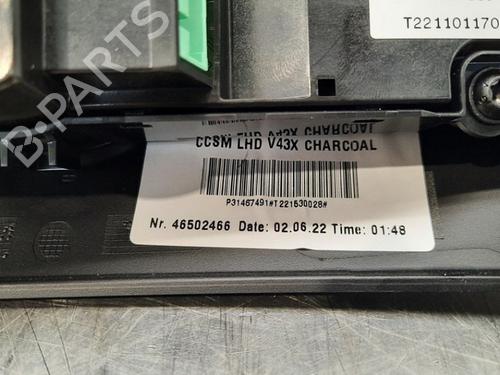 T221101170
CCSM LHD V43X CHARCOAL
CCSM LHD V43X CHARCOAL
P31467491#T221530028#
Nr. 46502466 Date: 02.06.22 Time: 01:48
B-PARTS